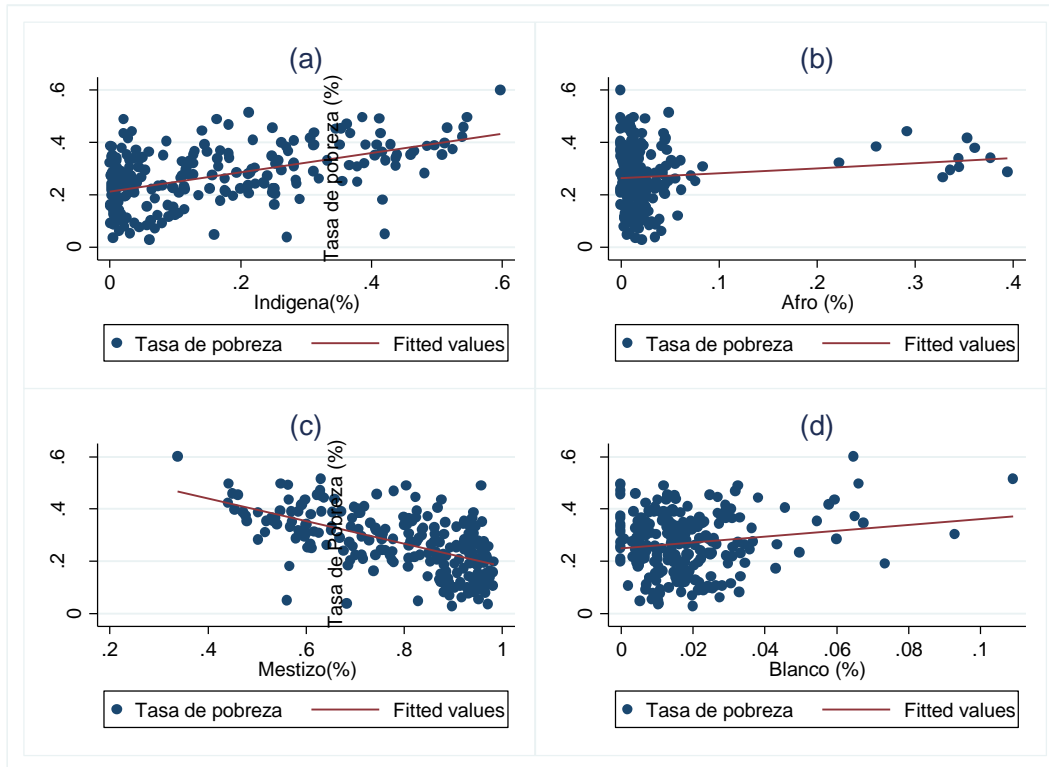 (a)
Tasa de pobreza (%)
.6
.4
.2
0
0 .2 .4 .6
Indigena(%)
Tasa de pobreza Fitted values
(b)
.6
.4
.2
0
0 .1 .2 .3 .4
Afro (%)
Tasa de pobreza Fitted values
(c)
Tasa de Pobreza (%)
.6
.4
.2
0
.2 .4 .6 .8 1
Mestizo(%)
Tasa de pobreza Fitted values
(d)
.6
.4
.2
0
0 .02 .04 .06 .08 .1
Blanco (%)
Tasa de pobreza Fitted values